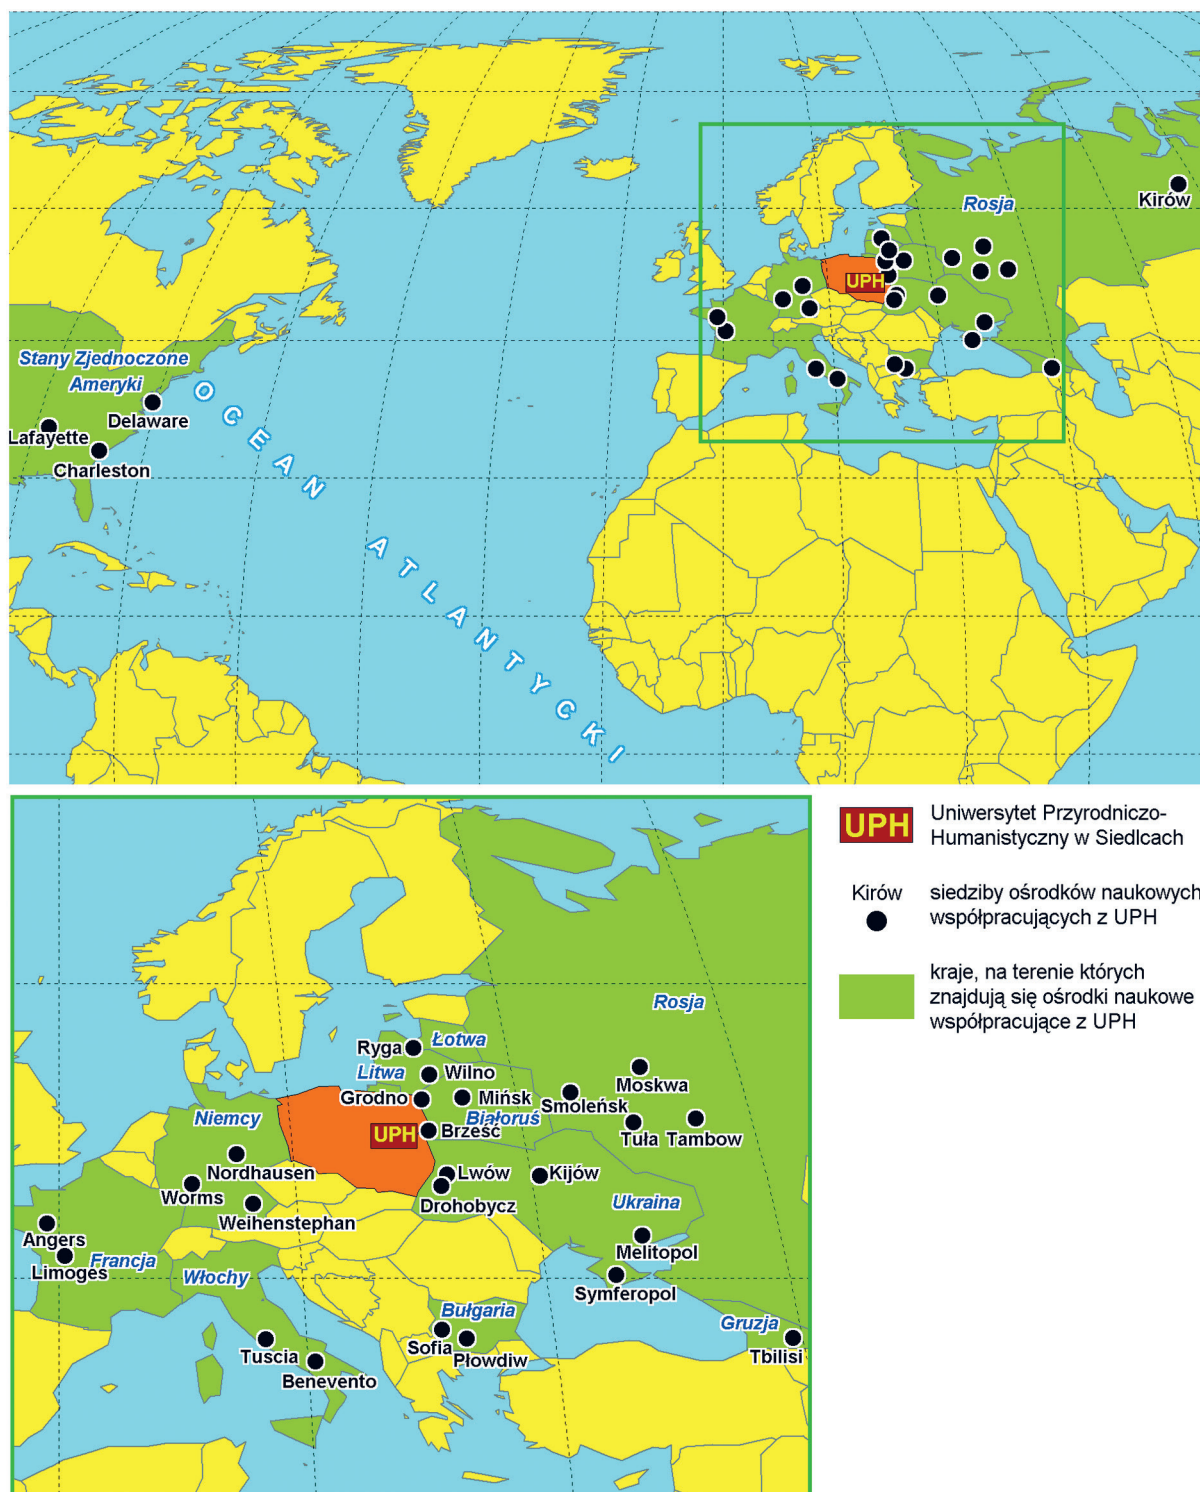 Rosja
Kirów
UPH
Stany Zjednoczone
Ameryki
Delaware
Lafayette
Charleston
OCEAN ATLANTYCKI
Rosja
Ryga
Łotwa
Litwa
Wilno
Moskwa
Grodno
Mińsk
Smoleńsk
Niemcy
Białoruś
UPH
Brześć
Tuła
Tambow
Nordhausen
Lwów
Kijów
Worms
Drohobycz
Ukraina
Weihenstephan
Angers
Francja
Limoges
Włochy
Melitopol
Symferopol
Bułgaria
Gruzja
Sofia
Płowdiw
Tuscia
Tbilisi
Benevento
UPH
Uniwersytet Przyrodniczo-
Humanistyczny w Siedlcach
Kirów
siedziby ośrodków naukowych
współpracujących z UPH
kraje, na terenie których
znajdują się ośrodki naukowe
współpracujące z UPH